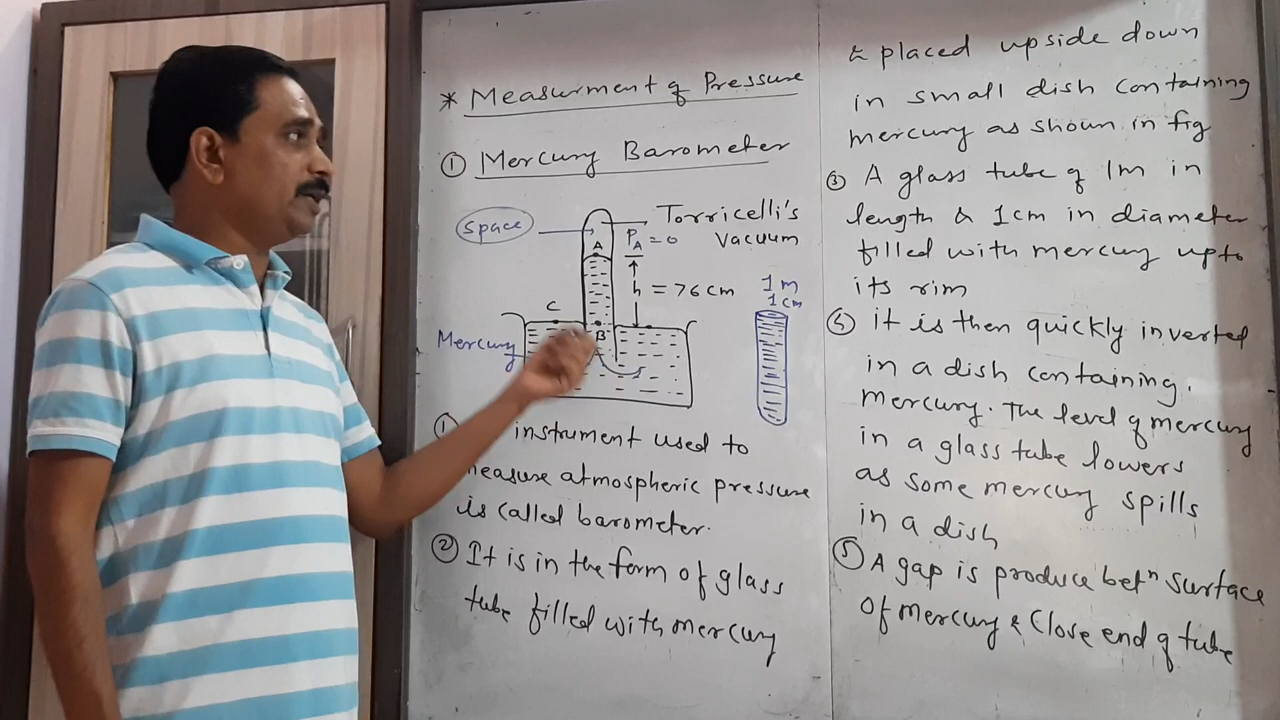 * Measurment of Pressure
① Mercury Barometer
Space
Torricelli's
Vacuum
A
P_A = 0
h = 76 cm
C
B
Mercury
1 m
1 cm
① instrument used to
measure atmospheric pressure
is called barometer.
② It is in the form of glass
tube filled with mercury
& placed upside down
in small dish containing
mercury as shown in fig
③ A glass tube of 1m in
length & 1cm in diameter
filled with mercury upto
its rim
④ it is then quickly inverted
in a dish containing.
mercury. The level of mercury
in a glass tube lowers
as some mercury spills
in a dish
⑤ A gap is produce betⁿ surface
of mercury & Close end of tube